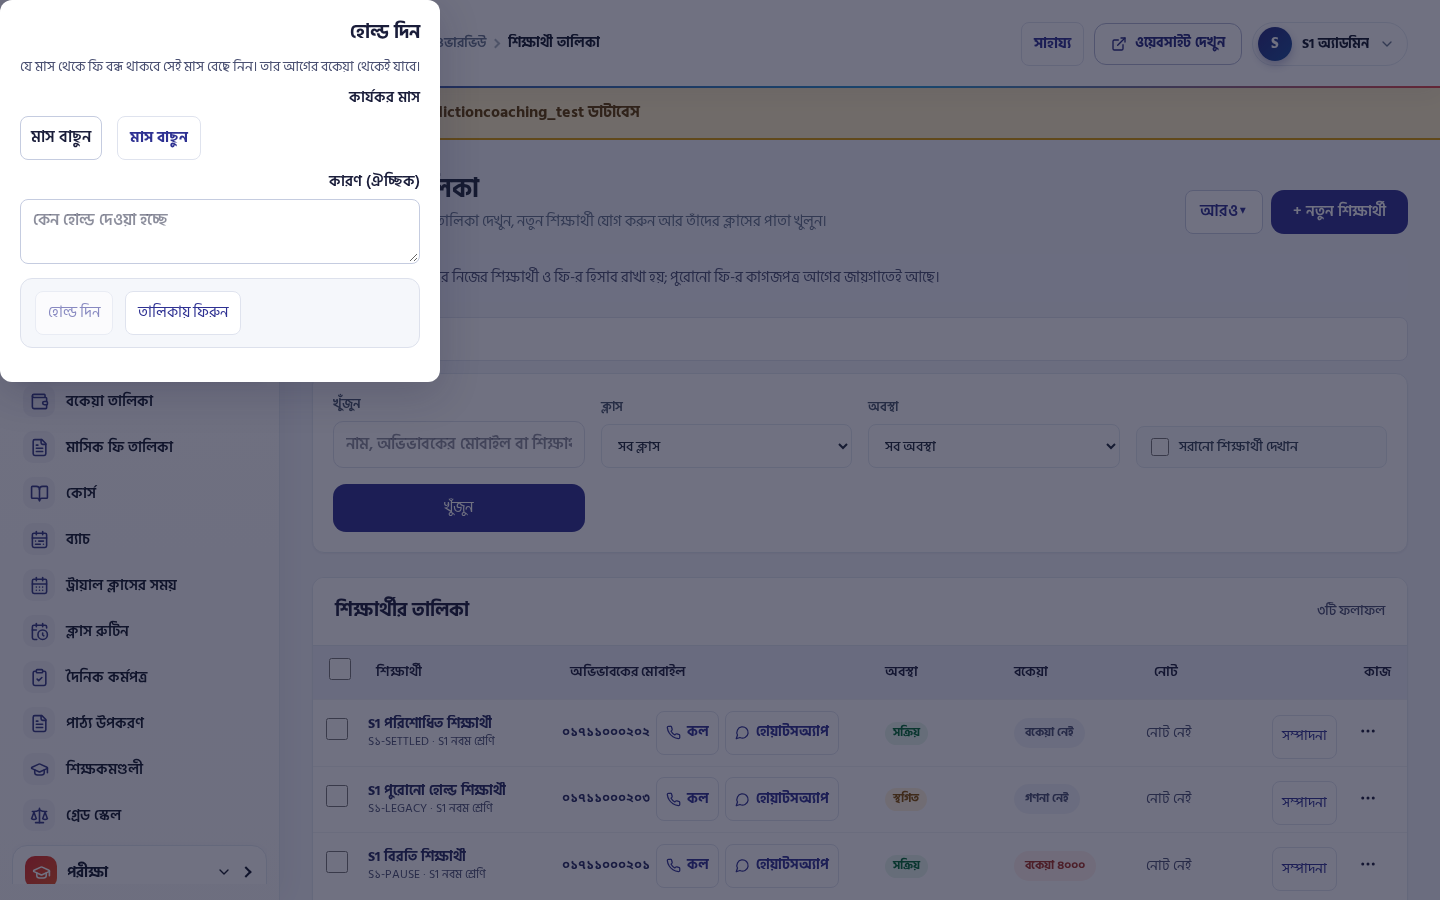 হোল্ড দিন
যে মাস থেকে ফি বন্ধ থাকবে সেই মাস বেছে নিন। তার আগের বকেয়া থেকেই যাবে।
কার্যকর মাস
মাস বাছুন মাস বাছুন
কারণ (ঐচ্ছিক)
কেন হোল্ড দেওয়া হচ্ছে
হোল্ড দিন তালিকায় ফিরুন
শিক্ষার্থী তালিকা
সাহায্য ওয়েবসাইট দেখুন S S1 অ্যাডমিন
ডাটাবেস
+ নতুন শিক্ষার্থী
আরও ▾
তালিকা দেখুন, নতুন শিক্ষার্থী যোগ করুন আর তাঁদের ক্লাসের পাতা খুলুন।
নিজের শিক্ষার্থী ও ফি-র হিসাব রাখা হয়; পুরোনো ফি-র কাগজপত্র আগের জায়গাতেই আছে।
বকেয়া তালিকা
মাসিক ফি তালিকা
কোর্স
ব্যাচ
ট্রায়াল ক্লাসের সময়
ক্লাস রুটিন
দৈনিক কর্মপত্র
পাঠ্য উপকরণ
শিক্ষকমণ্ডলী
গ্রেড স্কেল
পরীক্ষা
খুঁজুন ক্লাস অবস্থা
নাম, অভিভাবকের মোবাইল বা সব ক্লাস সব অবস্থা সরানো শিক্ষার্থী দেখান
খুঁজুন
শিক্ষার্থীর তালিকা ৩টি ফলাফল
শিক্ষার্থী অভিভাবকের মোবাইল অবস্থা বকেয়া নোট কাজ
S1 পরিশোধিত শিক্ষার্থী ০১৭১১০০০২০২ কল হোয়াটসঅ্যাপ সক্রিয় বকেয়া নেই নোট নেই সম্পাদনা ···
S১-SETTLED · S1 নবম শ্রেণি
S1 পুরোনো হোল্ড শিক্ষার্থী ০১৭১১০০০২০৩ কল হোয়াটসঅ্যাপ স্থগিত গণনা নেই নোট নেই সম্পাদনা ···
S১-LEGACY · S1 নবম শ্রেণি
S1 বিরতি শিক্ষার্থী ০১৭১১০০০২০১ কল হোয়াটসঅ্যাপ সক্রিয় বকেয়া ৪০০০ নোট নেই সম্পাদনা ···
S১-PAUSE · S1 নবম শ্রেণি